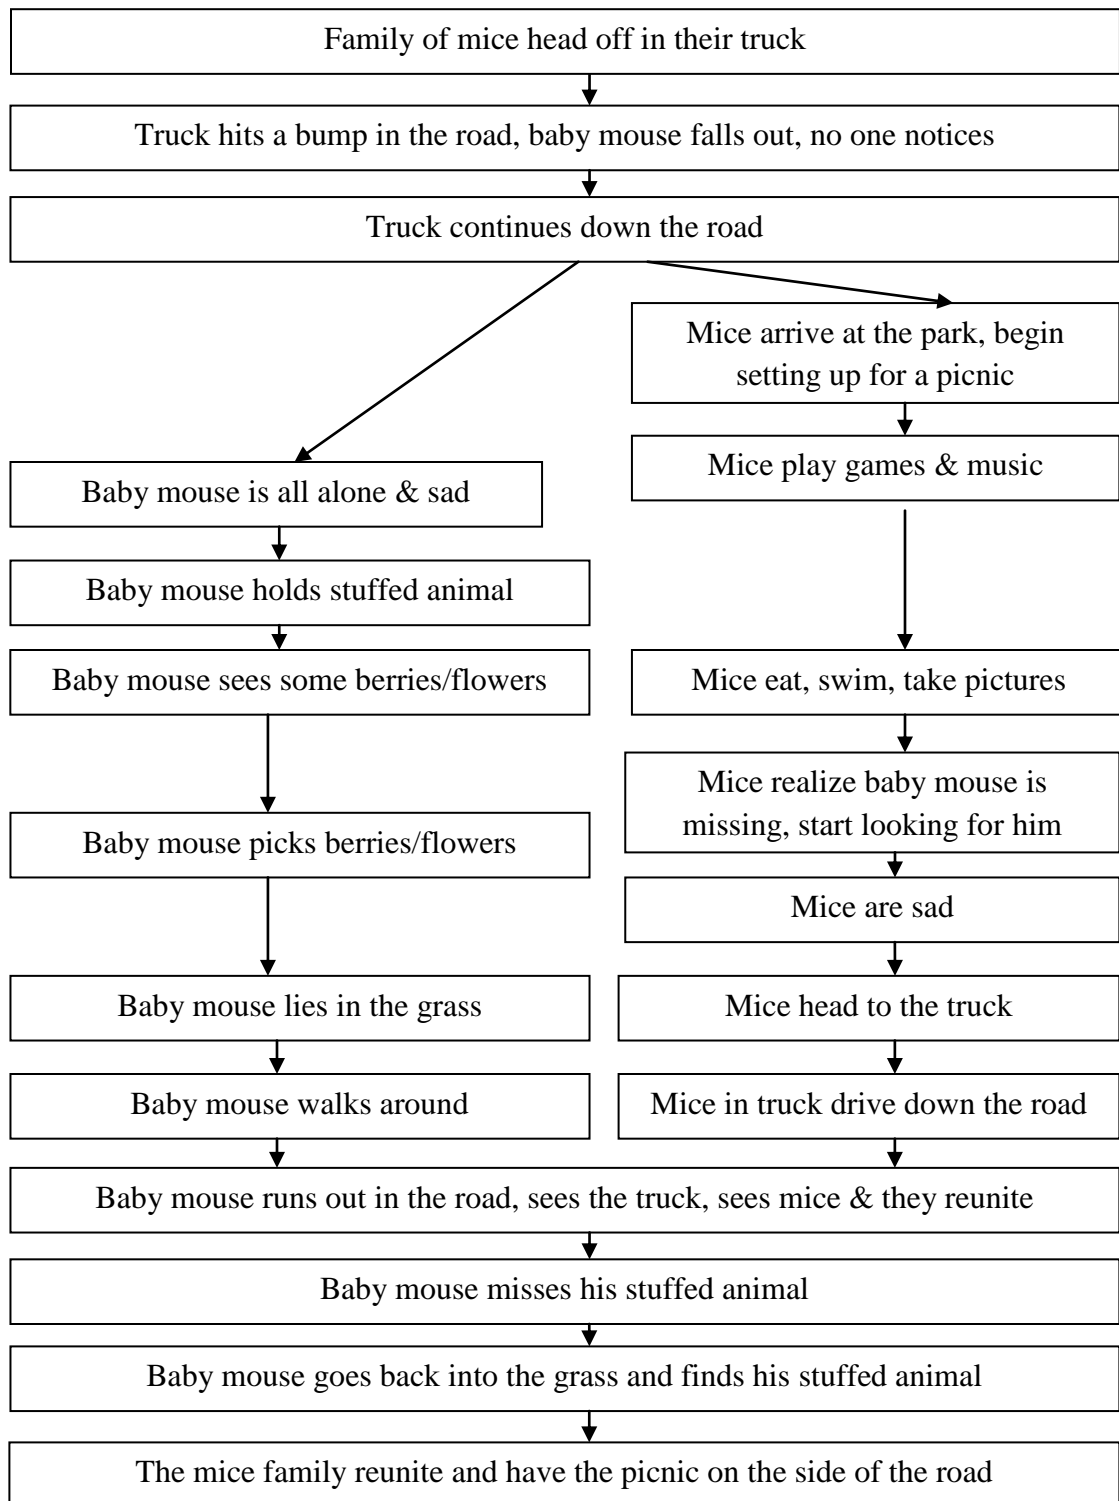 Family of mice head off in their truck
Truck hits a bump in the road, baby mouse falls out, no one notices
Truck continues down the road
Mice arrive at the park, begin
setting up for a picnic
Mice play games & music
Baby mouse is all alone & sad
Baby mouse holds stuffed animal
Baby mouse sees some berries/flowers
Mice eat, swim, take pictures
Mice realize baby mouse is
missing, start looking for him
Baby mouse picks berries/flowers
Mice are sad
Baby mouse lies in the grass
Mice head to the truck
Baby mouse walks around
Mice in truck drive down the road
Baby mouse runs out in the road, sees the truck, sees mice & they reunite
Baby mouse misses his stuffed animal
Baby mouse goes back into the grass and finds his stuffed animal
The mice family reunite and have the picnic on the side of the road